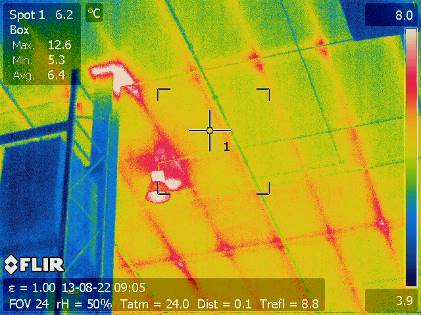 Spot 1 6.2 °C
Box
Max. 12.6
Min. 5.3
Avg. 6.4
8.0
1
FLIR
3.9
ε = 1.00 13-08-22 09:05
FOV 24 rH = 50% Tatm = 24.0 Dist = 0.1 Trefl = 8.8